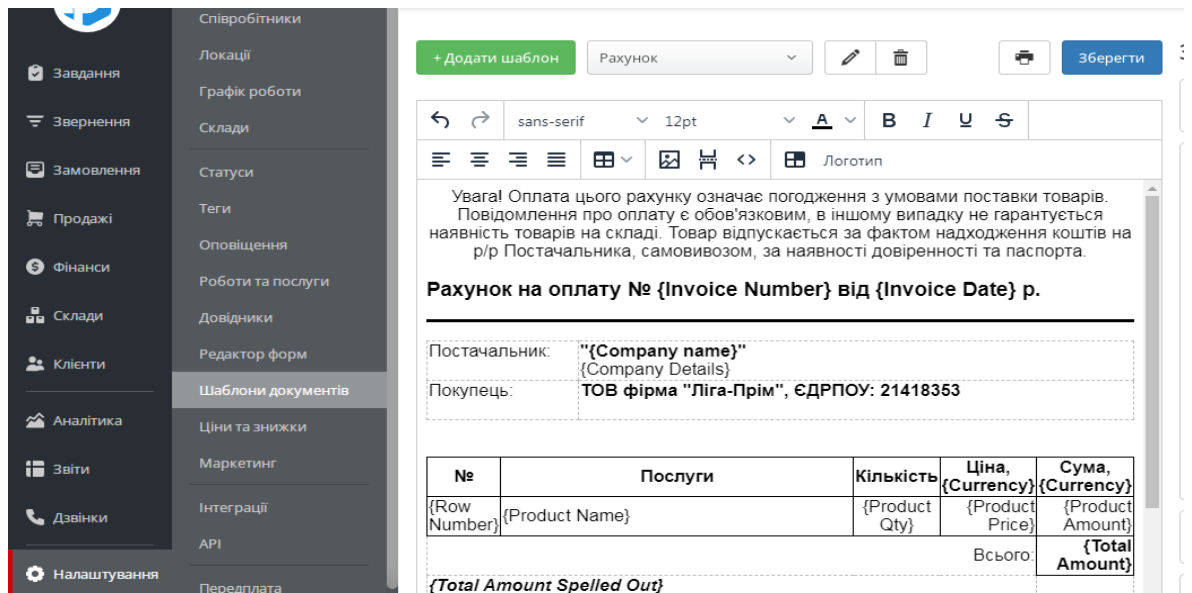 Завдання
Звернення
Замовлення
Продажі
Фінанси
Склади
Клієнти
Аналітика
Звіти
Дзвінки
Налаштування
Співробітники
Локації
Графік роботи
Склади
Статуси
Теги
Оповіщення
Роботи та послуги
Довідники
Редактор форм
Шаблони документів
Ціни та знижки
Маркетинг
Інтеграції
API
Передплата
+ Додати шаблон
Рахунок
Зберегти
sans-serif
12pt
A
B
I
U
S
Логотип
Увага! Оплата цього рахунку означає погодження з умовами поставки товарів.
Повідомлення про оплату є обов'язковим, в іншому випадку не гарантується
наявність товарів на складі. Товар відпускається за фактом надходження коштів на
р/р Постачальника, самовивозом, за наявності довіренності та паспорта.
Рахунок на оплату № {Invoice Number} від {Invoice Date} р.
Постачальник: "{Company name}"
{Company Details}
Покупець: ТОВ фірма "Ліга-Прім", ЄДРПОУ: 21418353
№ Послуги Кількість Ціна, {Currency} Сума, {Currency}
{Row Number} {Product Name} {Product Qty} {Product Price} {Product Amount}
Всього: {Total Amount}
{Total Amount Spelled Out}